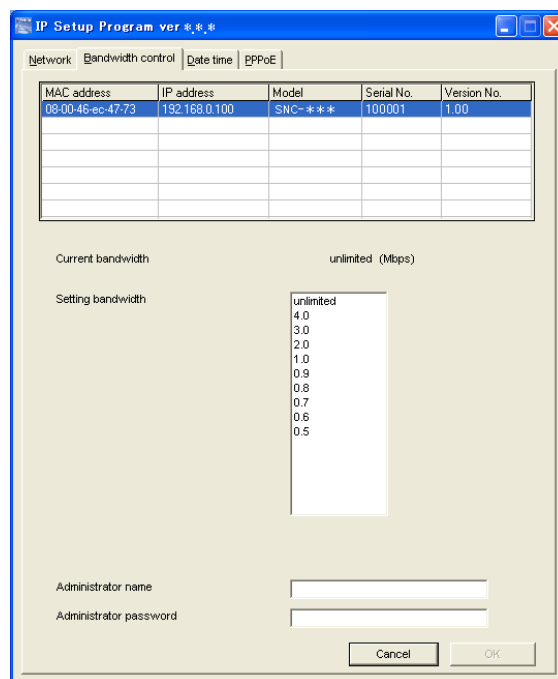 IP Setup Program ver *.*.*
Network Bandwidth control Date time PPPoE
MAC address IP address Model Serial No. Version No.
08-00-46-ec-47-73 192.168.0.100 SNC-*** 100001 1.00
Current bandwidth unlimited (Mbps)
Setting bandwidth
unlimited
4.0
3.0
2.0
1.0
0.9
0.8
0.7
0.6
0.5
Administrator name
Administrator password
Cancel OK